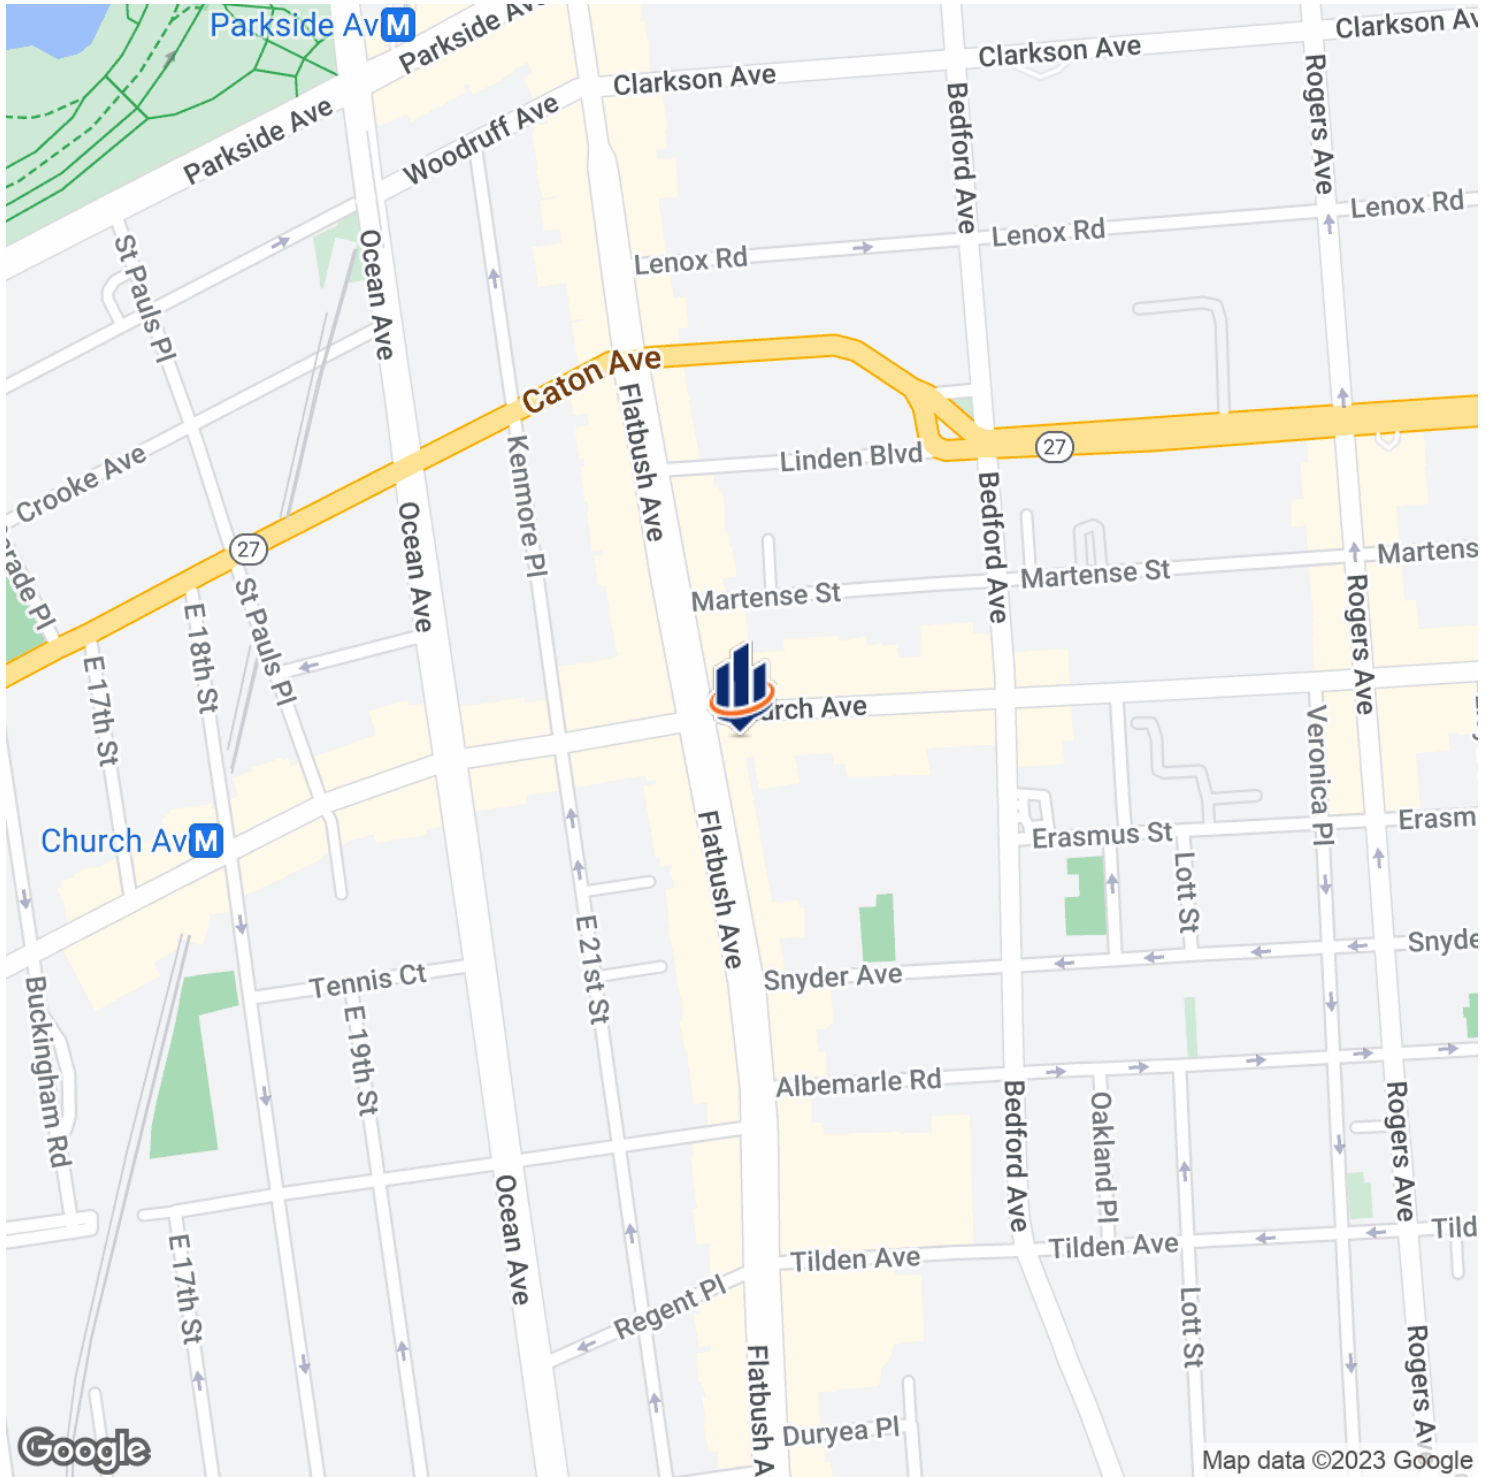 Parkside Av
M
Parkside Av
Clarkson Ave
Clarkson Ave
Clarkson Av
Parkside Ave
Woodruff Ave
Bedford Ave
Rogers Ave
St Pauls Pl
Ocean Ave
Lenox Rd
Lenox Rd
Lenox Rd
Caton Ave
Flatbush Ave
Crooke Ave
Kenmore Pl
Linden Blvd
27
27
Ocean Ave
Bedford Ave
arade Pl
St Pauls Pl
E 18th St
E 17th St
Martense St
Martense St
Martens
Rogers Ave
urch Ave
Veronica Pl
Church Av
M
Flatbush Ave
Erasmus St
Erasm
Lott St
E 21st St
Tennis Ct
Snyder Ave
Snyde
Buckingham Rd
E 19th St
Albemarle Rd
Bedford Ave
Oakland Pl
Rogers Ave
Ocean Ave
E 17th St
Regent Pl
Tilden Ave
Tilden Ave
Tild
Lott St
Flatbush A
Rogers Av
Duryea Pl
Google
Map data ©2023 Google